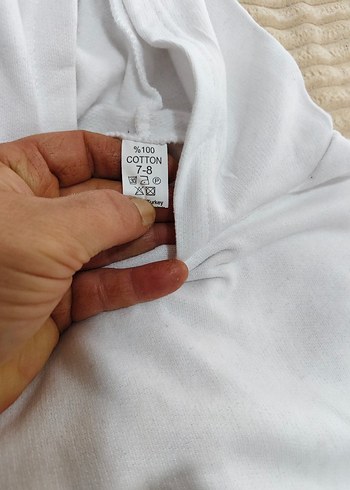 %100
COTTON
7-8
P
Turkey